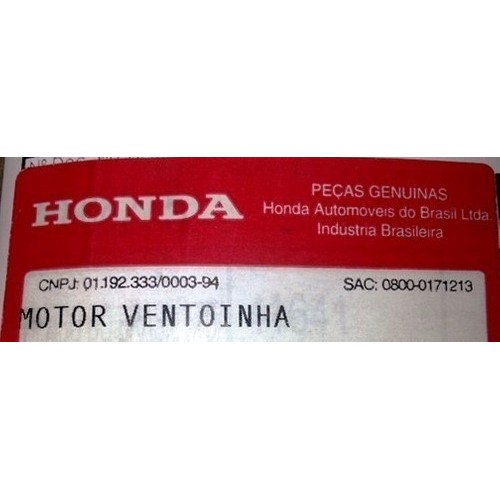 HONDA
PEÇAS GENUINAS
Honda Automoveis do Brasil Ltda.
Industria Brasileira
CNPJ: 01.192.333/0003-94 SAC: 0800-0171213
MOTOR VENTOINHA